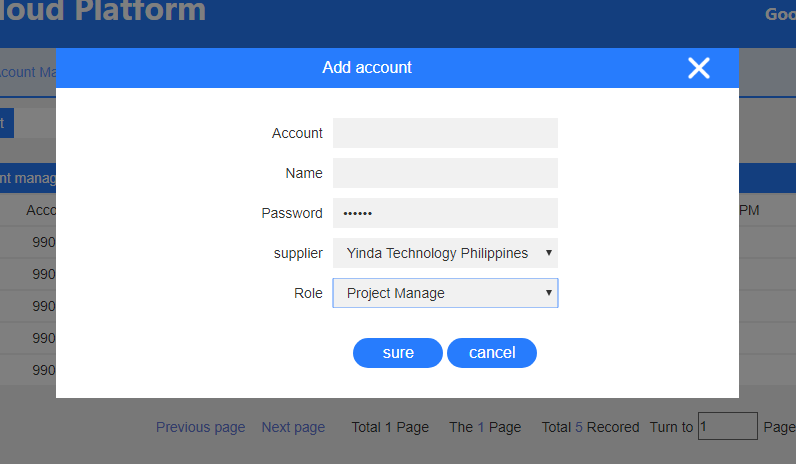 loud Platform
Goo
Add account
count Ma
Account
t
Name
nt manag
Password ••••••
Acco
PM
990
supplier Yinda Technology Philippines
990
Role Project Manage
990
990
sure cancel
990
Previous page Next page Total 1 Page The 1 Page Total 5 Recored Turn to 1 Page